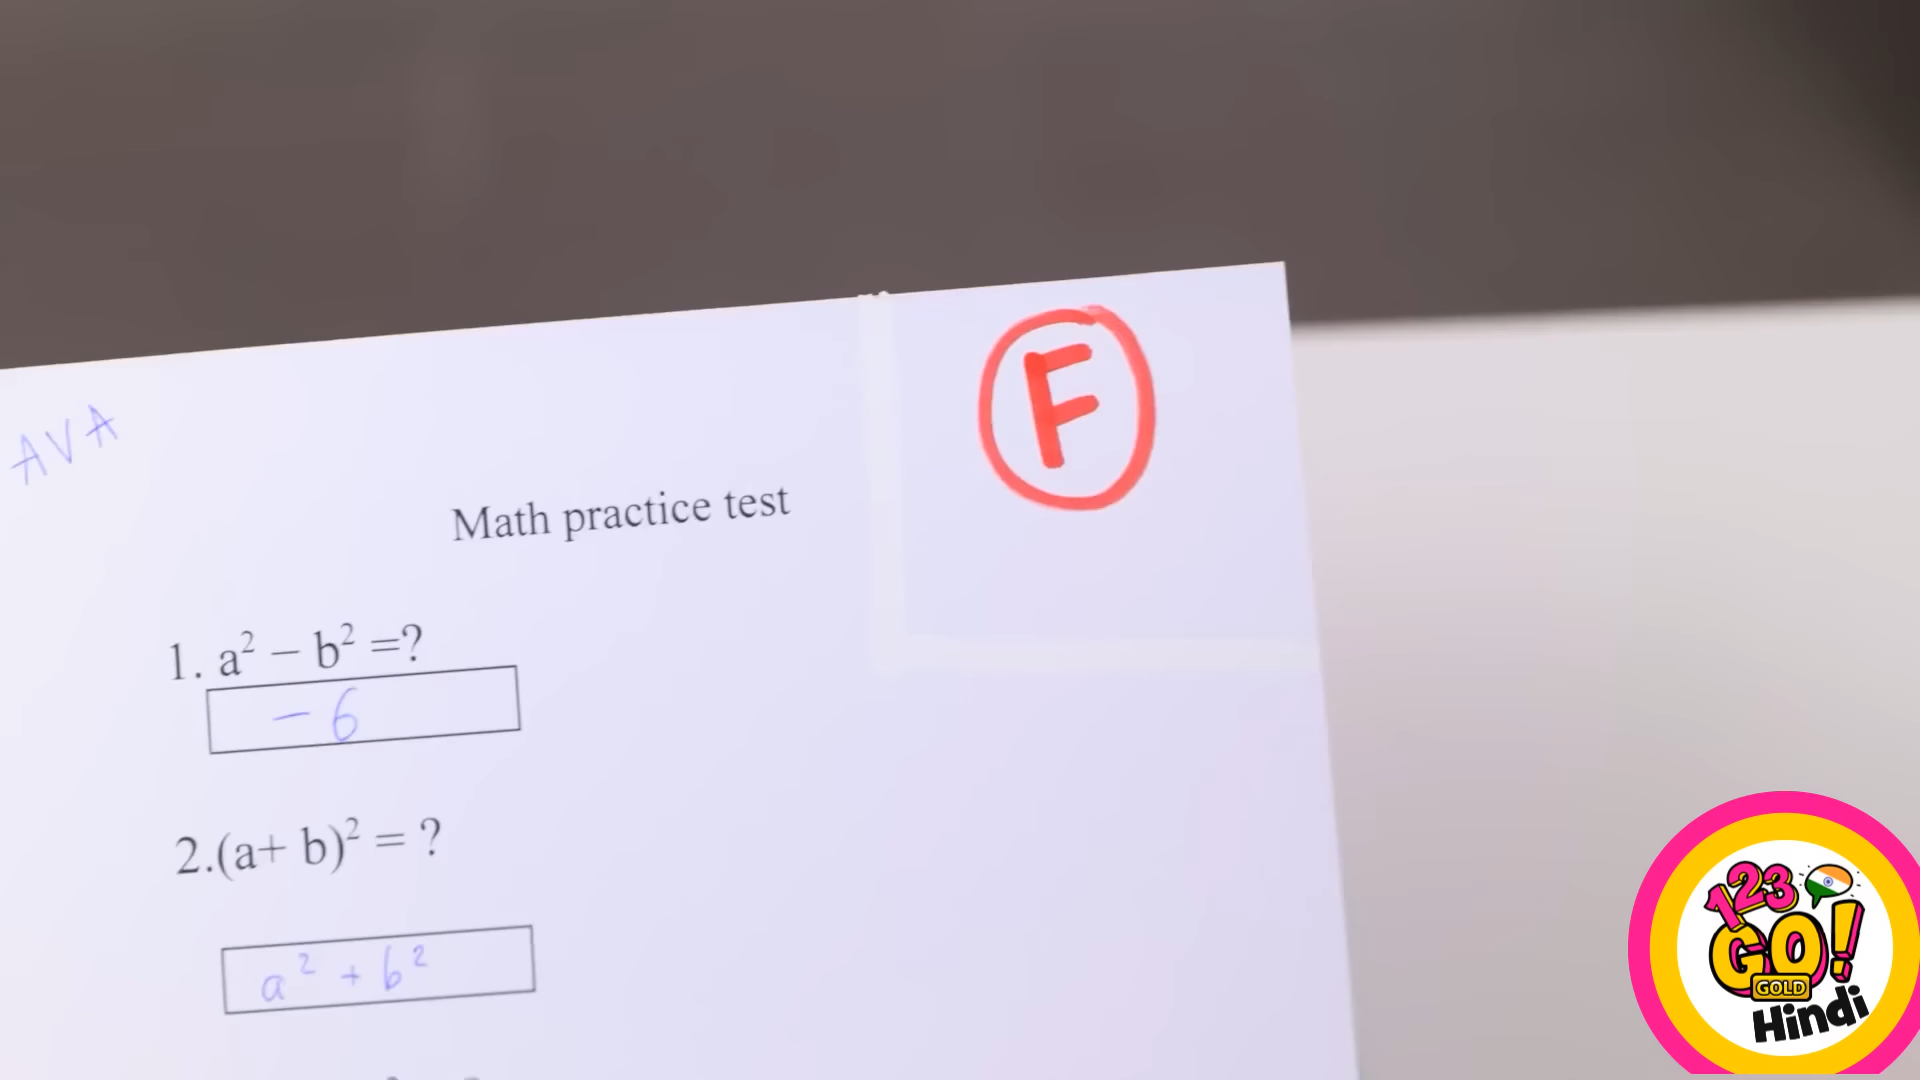 AVA
F
Math practice test
1. a² – b² =?
– 6
2.(a+ b)² = ?
a² + b²
123
GO!
GOLD
Hindi